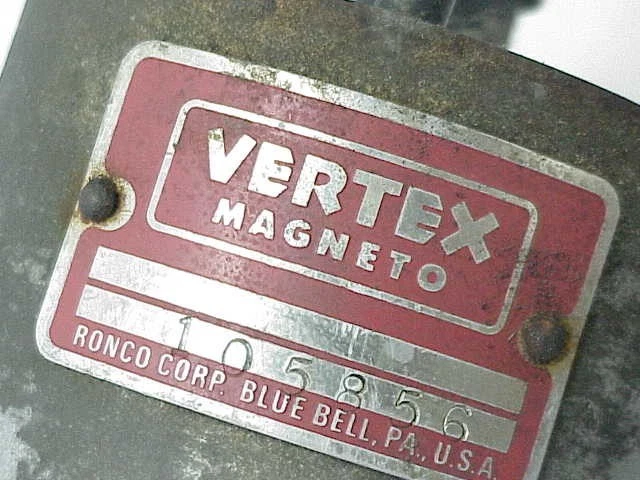 VERTEX
MAGNETO
105856
RONCO CORP. BLUE BELL, PA., U.S.A.